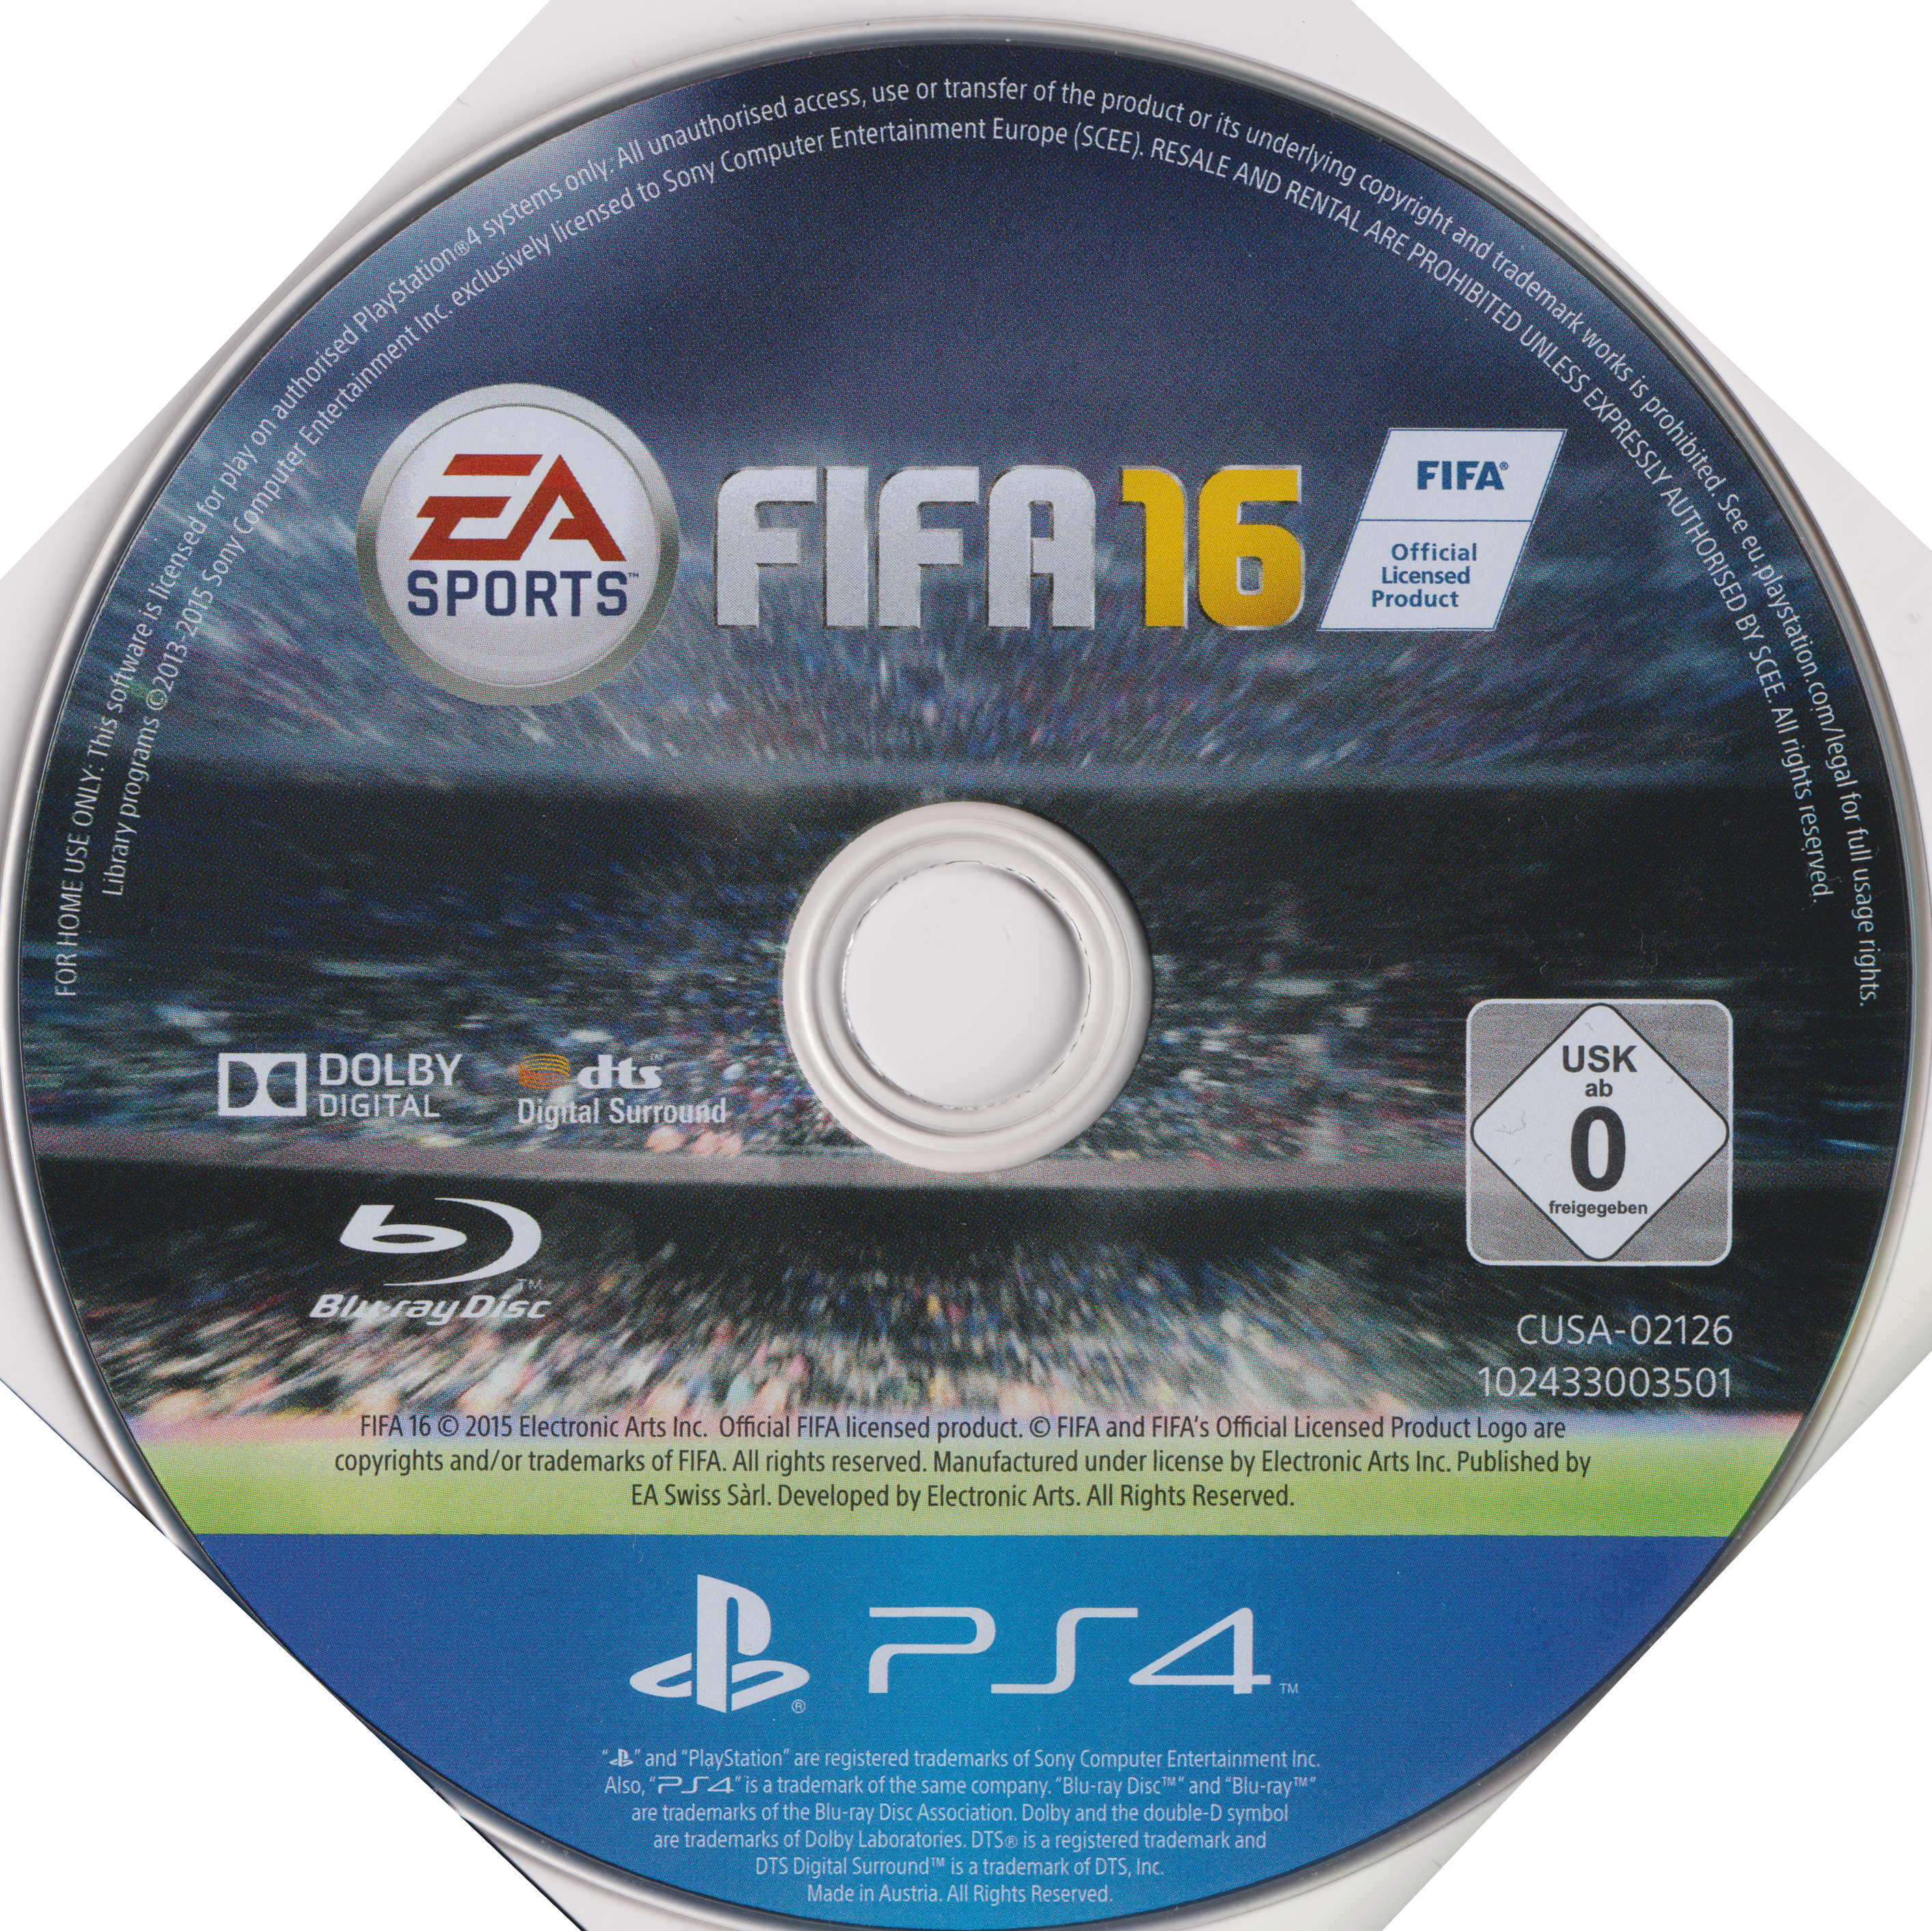 FOR HOME USE ONLY: This software is licensed for play on authorised PlayStation®4 systems only. All unauthorised access, use or transfer of the product or its underlying copyright and trademark works is prohibited. See eu.playstation.com/legal for full usage rights.
Library programs ©2013-2015 Sony Computer Entertainment Inc. exclusively licensed to Sony Computer Entertainment Europe (SCEE). RESALE AND RENTAL ARE PROHIBITED UNLESS EXPRESSLY AUTHORISED BY SCEE. All rights reserved.
EA
SPORTS™
FIFA 16
FIFA®
Official
Licensed
Product
DOLBY
DIGITAL
dts™
Digital Surround
USK
ab
0
freigegeben
Blu-ray Disc™
CUSA-02126
102433003501
FIFA 16 © 2015 Electronic Arts Inc. Official FIFA licensed product. © FIFA and FIFA's Official Licensed Product Logo are
copyrights and/or trademarks of FIFA. All rights reserved. Manufactured under license by Electronic Arts Inc. Published by
EA Swiss Sàrl. Developed by Electronic Arts. All Rights Reserved.
® PS4™
"PS" and "PlayStation" are registered trademarks of Sony Computer Entertainment Inc.
Also, "PS4" is a trademark of the same company. "Blu-ray Disc™" and "Blu-ray™"
are trademarks of the Blu-ray Disc Association. Dolby and the double-D symbol
are trademarks of Dolby Laboratories. DTS® is a registered trademark and
DTS Digital Surround™ is a trademark of DTS, Inc.
Made in Austria. All Rights Reserved.